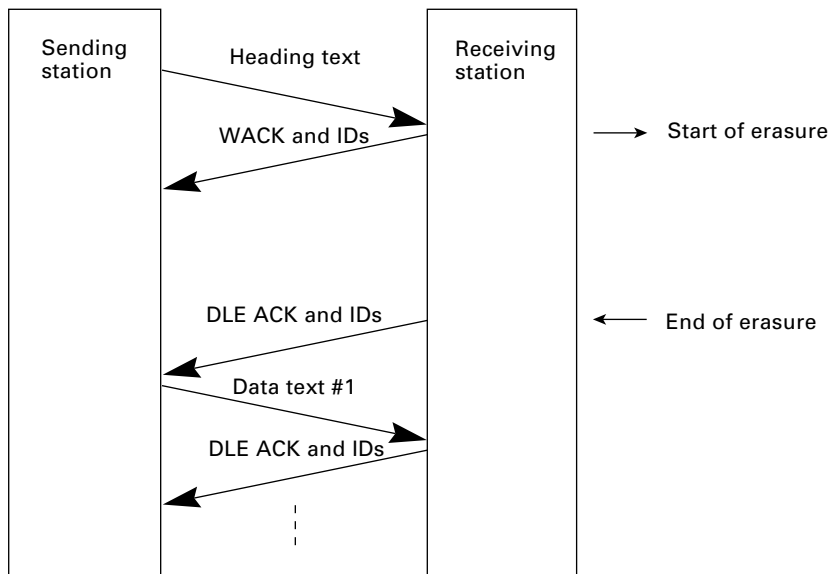 Sending
station
Heading text
Receiving
station
WACK and IDs
Start of erasure
DLE ACK and IDs
End of erasure
Data text #1
DLE ACK and IDs